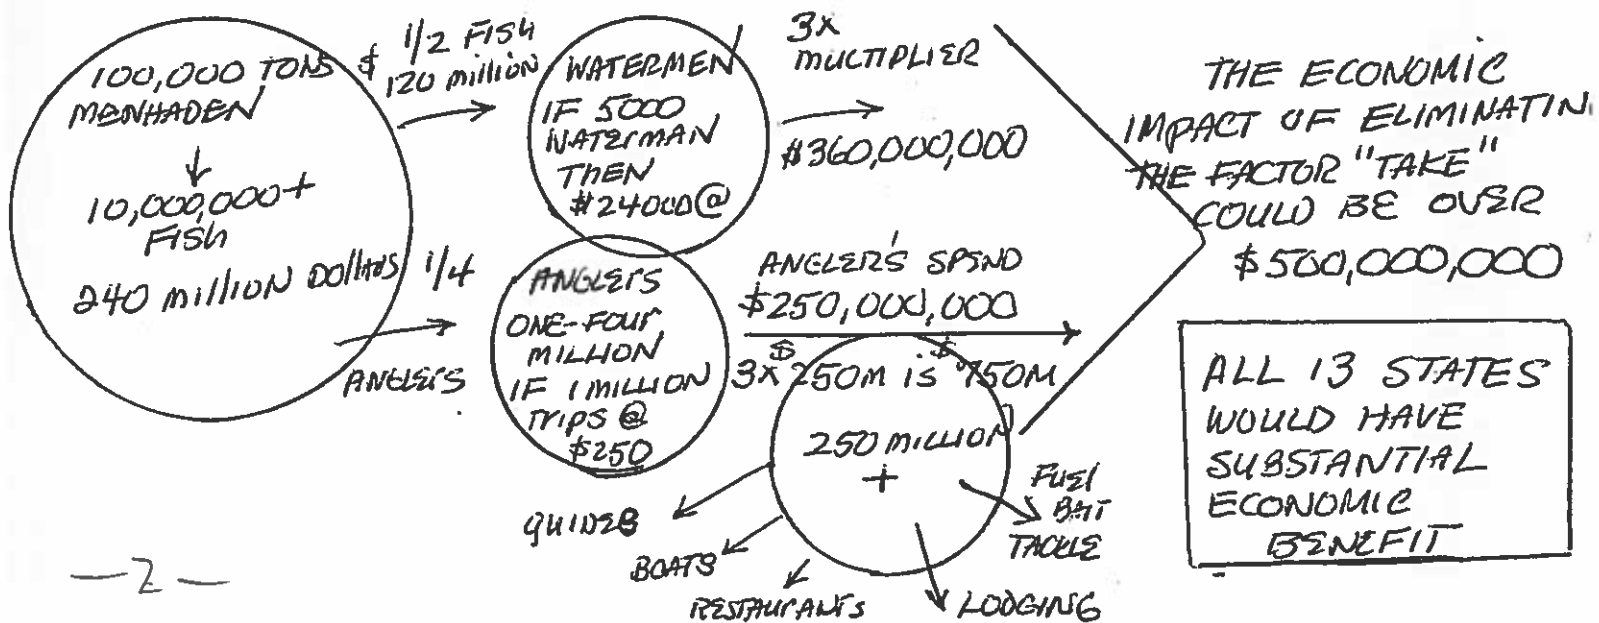 100,000 TONS
MENHADEN
10,000,000+
FISH
240 million Dollars
$ 1/2 FISH
120 million
WATERMEN
IF 5000
WATERMAN
THEN
$24000 @
3x
MULTIPLIER
$360,000,000
1/4
ANGLERS
ANGLERS
ONE-FOUR
MILLION
IF 1 MILLION
TRIPS @
$250
ANGLER'S SPEND
$250,000,000
3x $250M is $750M
250 MILLION
+
GUIDES
BOATS
RESTAURANTS
LODGING
FUEL
BAIT
TACKLE
THE ECONOMIC
IMPACT OF ELIMINATIN
THE FACTOR "TAKE"
COULD BE OVER
$500,000,000
ALL 13 STATES
WOULD HAVE
SUBSTANTIAL
ECONOMIC
BENEFIT
-2-